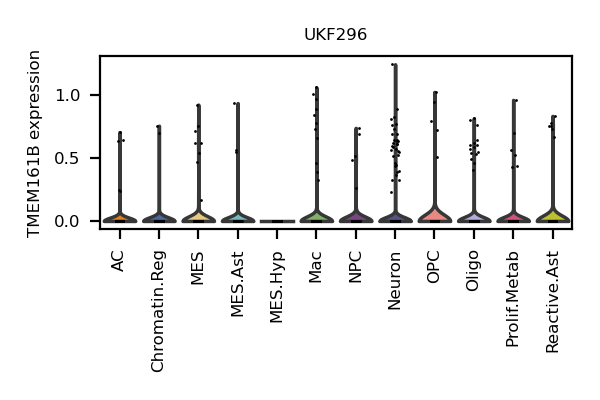 UKF296
TMEM161B expression
1.0
0.5
0.0
AC
Chromatin.Reg
MES
MES.Ast
MES.Hyp
Mac
NPC
Neuron
OPC
Oligo
Prolif.Metab
Reactive.Ast